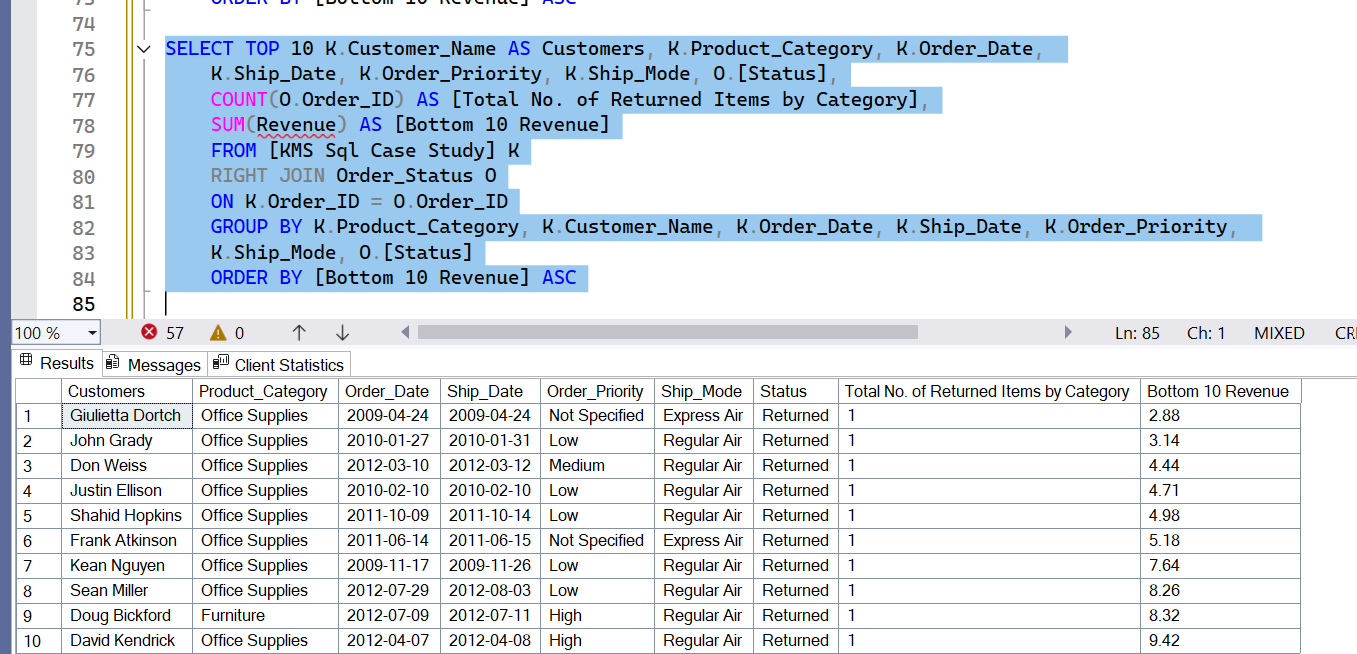 73 ORDER BY [Bottom 10 Revenue] ASC
74
75 SELECT TOP 10 K.Customer_Name AS Customers, K.Product_Category, K.Order_Date,
76 K.Ship_Date, K.Order_Priority, K.Ship_Mode, O.[Status],
77 COUNT(O.Order_ID) AS [Total No. of Returned Items by Category],
78 SUM(Revenue) AS [Bottom 10 Revenue]
79 FROM [KMS Sql Case Study] K
80 RIGHT JOIN Order_Status O
81 ON K.Order_ID = O.Order_ID
82 GROUP BY K.Product_Category, K.Customer_Name, K.Order_Date, K.Ship_Date, K.Order_Priority,
83 K.Ship_Mode, O.[Status]
84 ORDER BY [Bottom 10 Revenue] ASC
85
100 % 57 0 Ln: 85 Ch: 1 MIXED CR
Results Messages Client Statistics
Customers Product_Category Order_Date Ship_Date Order_Priority Ship_Mode Status Total No. of Returned Items by Category Bottom 10 Revenue
1 Giulietta Dortch Office Supplies 2009-04-24 2009-04-24 Not Specified Express Air Returned 1 2.88
2 John Grady Office Supplies 2010-01-27 2010-01-31 Low Regular Air Returned 1 3.14
3 Don Weiss Office Supplies 2012-03-10 2012-03-12 Medium Regular Air Returned 1 4.44
4 Justin Ellison Office Supplies 2010-02-10 2010-02-10 Low Regular Air Returned 1 4.71
5 Shahid Hopkins Office Supplies 2011-10-09 2011-10-14 Low Regular Air Returned 1 4.98
6 Frank Atkinson Office Supplies 2011-06-14 2011-06-15 Not Specified Express Air Returned 1 5.18
7 Kean Nguyen Office Supplies 2009-11-17 2009-11-26 Low Regular Air Returned 1 7.64
8 Sean Miller Office Supplies 2012-07-29 2012-08-03 Low Regular Air Returned 1 8.26
9 Doug Bickford Furniture 2012-07-09 2012-07-11 High Regular Air Returned 1 8.32
10 David Kendrick Office Supplies 2012-04-07 2012-04-08 High Regular Air Returned 1 9.42